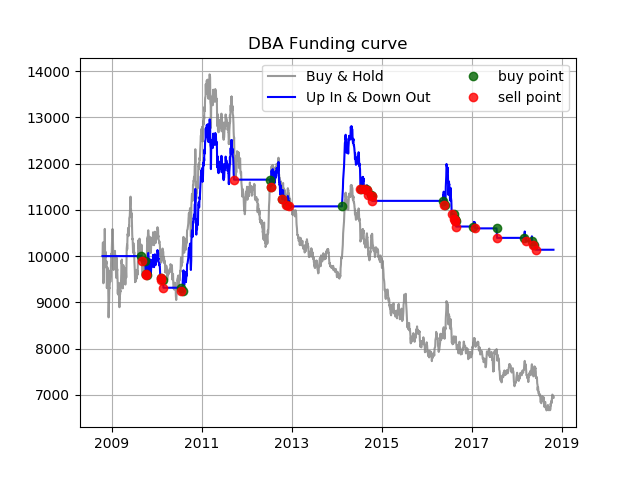 DBA Funding curve
Buy & Hold
Up In & Down Out
buy point
sell point
14000
13000
12000
11000
10000
9000
8000
7000
2009 2011 2013 2015 2017 2019